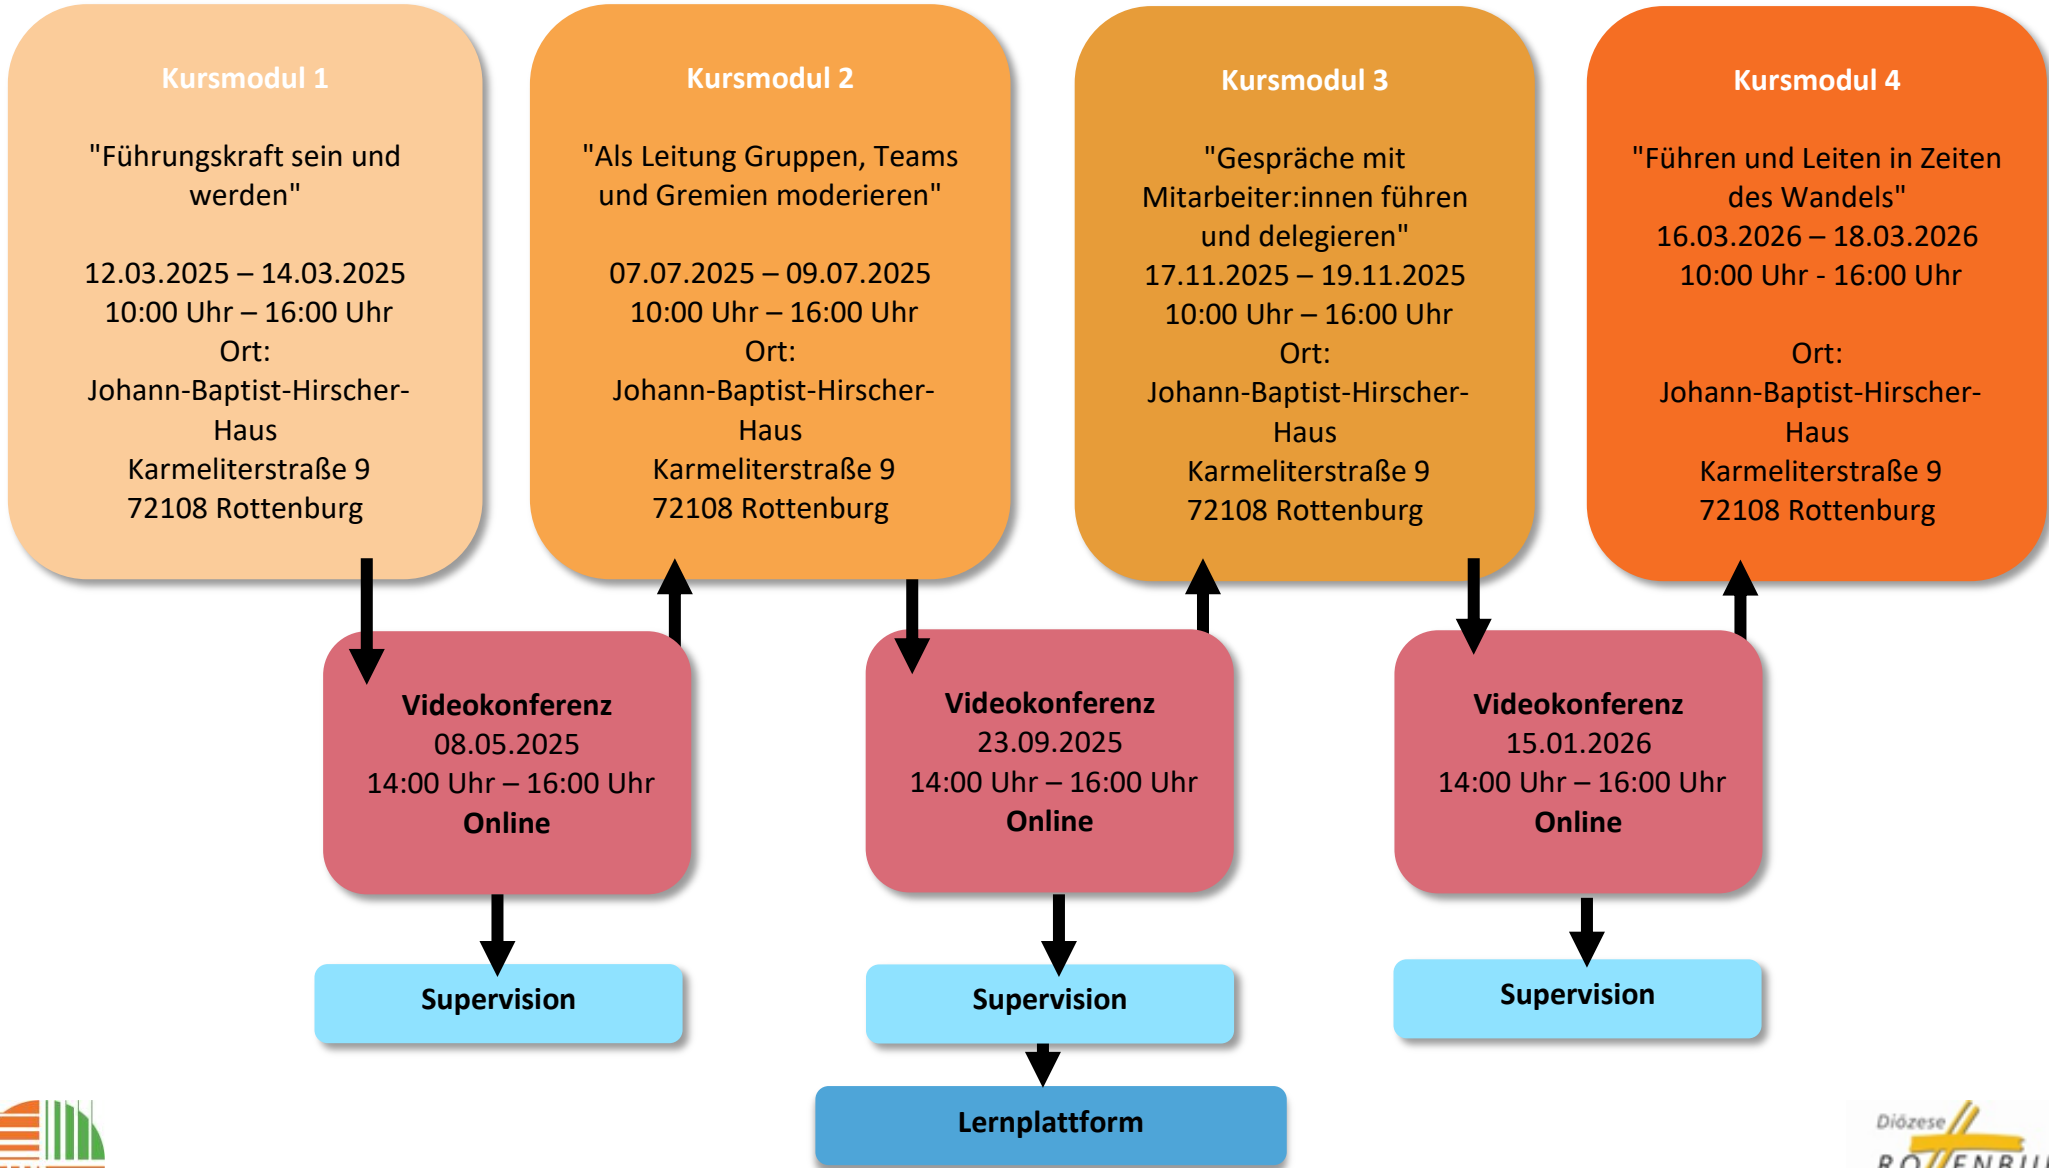 Kursmodul 1
"Führungskraft sein und
werden"
12.03.2025 – 14.03.2025
10:00 Uhr – 16:00 Uhr
Ort:
Johann-Baptist-Hirscher-
Haus
Karmeliterstraße 9
72108 Rottenburg
Kursmodul 2
"Als Leitung Gruppen, Teams
und Gremien moderieren"
07.07.2025 – 09.07.2025
10:00 Uhr – 16:00 Uhr
Ort:
Johann-Baptist-Hirscher-
Haus
Karmeliterstraße 9
72108 Rottenburg
Kursmodul 3
"Gespräche mit
Mitarbeiter:innen führen
und delegieren"
17.11.2025 – 19.11.2025
10:00 Uhr – 16:00 Uhr
Ort:
Johann-Baptist-Hirscher-
Haus
Karmeliterstraße 9
72108 Rottenburg
Kursmodul 4
"Führen und Leiten in Zeiten
des Wandels"
16.03.2026 – 18.03.2026
10:00 Uhr - 16:00 Uhr
Ort:
Johann-Baptist-Hirscher-
Haus
Karmeliterstraße 9
72108 Rottenburg
Videokonferenz
08.05.2025
14:00 Uhr – 16:00 Uhr
Online
Videokonferenz
23.09.2025
14:00 Uhr – 16:00 Uhr
Online
Videokonferenz
15.01.2026
14:00 Uhr – 16:00 Uhr
Online
Supervision
Supervision
Supervision
Lernplattform
Diözese